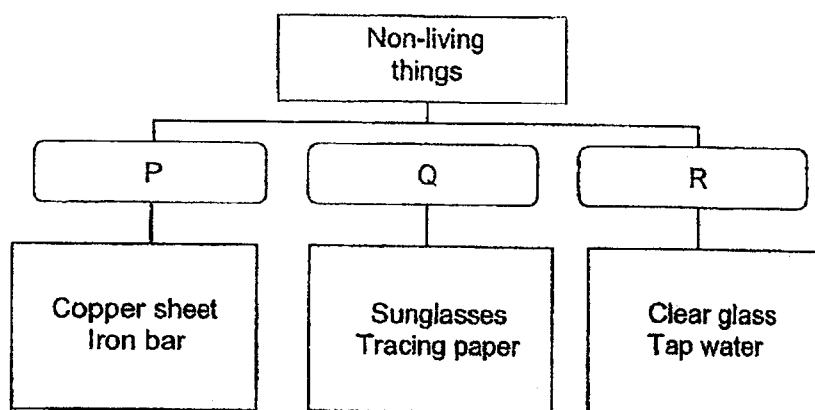 Non-living
things
P
Q
R
Copper sheet
Iron bar
Sunglasses
Tracing paper
Clear glass
Tap water